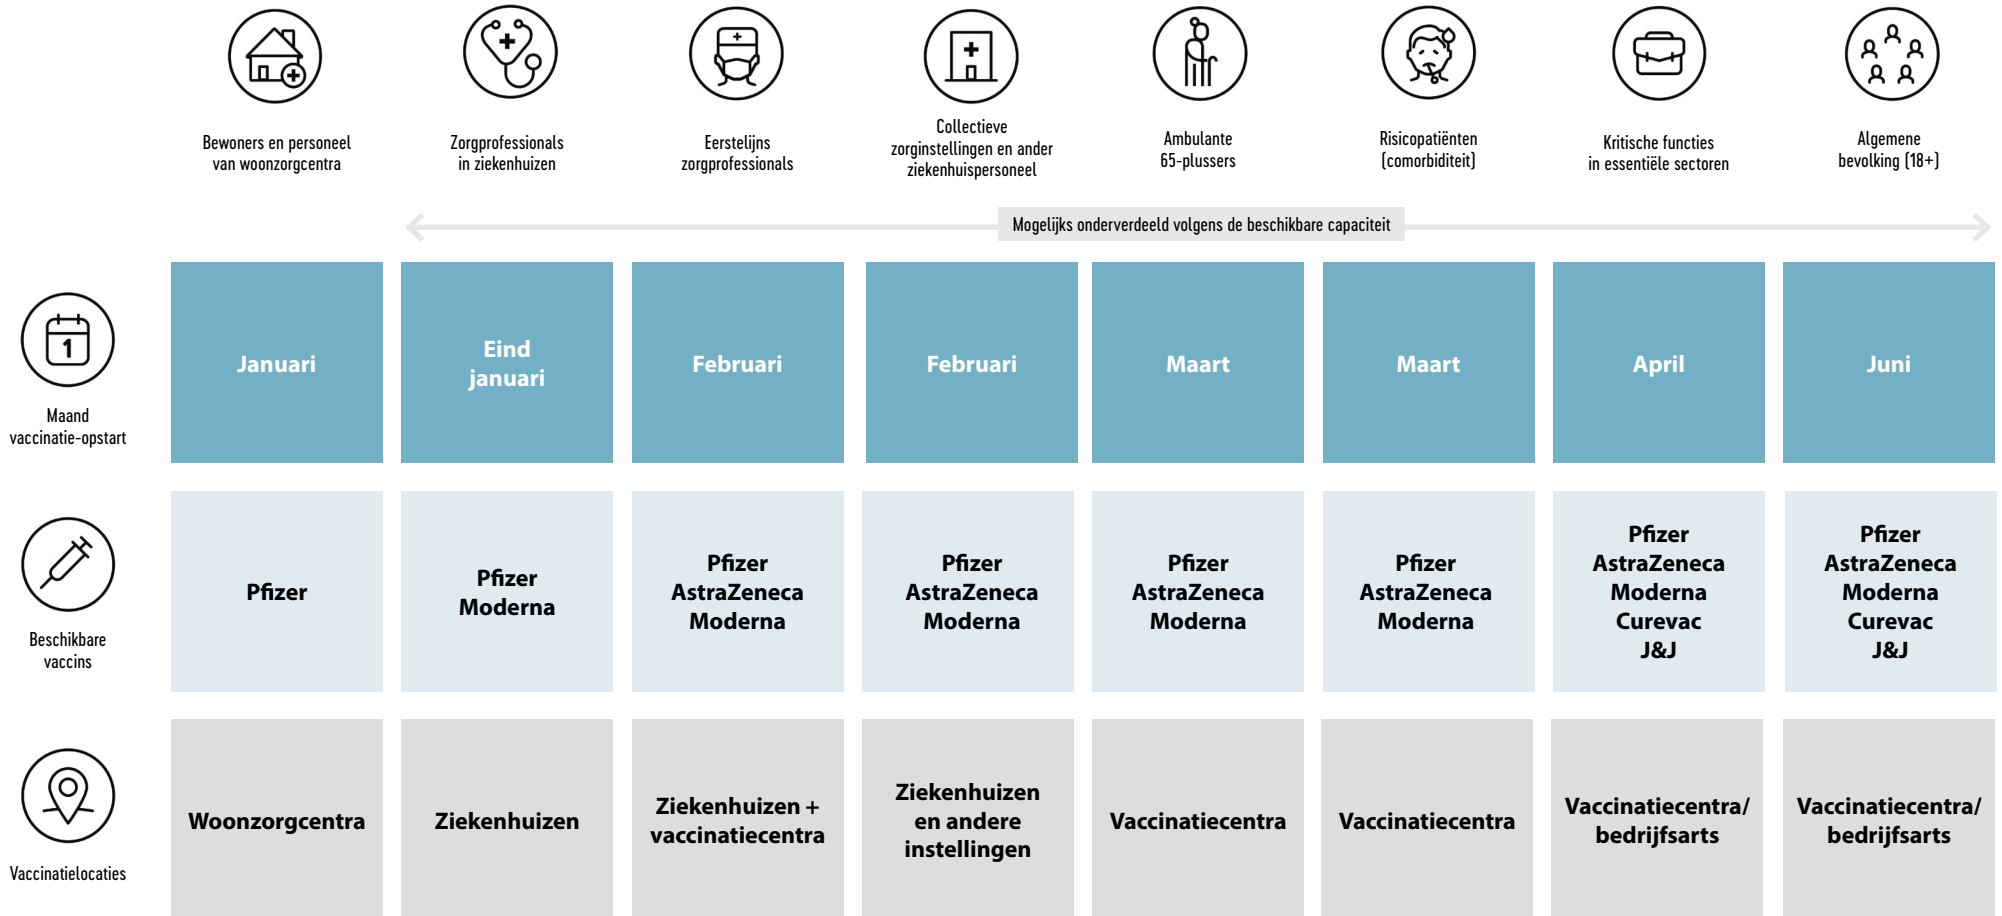 Bewoners en personeel
van woonzorgcentra
Zorgprofessionals
in ziekenhuizen
Eerstelijns
zorgprofessionals
Collectieve
zorginstellingen en ander
ziekenhuispersoneel
Ambulante
65-plussers
Risicopatiënten
(comorbiditeit)
Kritische functies
in essentiële sectoren
Algemene
bevolking (18+)
Mogelijks onderverdeeld volgens de beschikbare capaciteit
1
Maand
vaccinatie-opstart
Januari
Eind
januari
Februari
Februari
Maart
Maart
April
Juni
Beschikbare
vaccins
Pfizer
Pfizer
Moderna
Pfizer
AstraZeneca
Moderna
Pfizer
AstraZeneca
Moderna
Pfizer
AstraZeneca
Moderna
Pfizer
AstraZeneca
Moderna
Pfizer
AstraZeneca
Moderna
Curevac
J&J
Pfizer
AstraZeneca
Moderna
Curevac
J&J
Vaccinatielocaties
Woonzorgcentra
Ziekenhuizen
Ziekenhuizen +
vaccinatiecentra
Ziekenhuizen
en andere
instellingen
Vaccinatiecentra
Vaccinatiecentra
Vaccinatiecentra/
bedrijfsarts
Vaccinatiecentra/
bedrijfsarts